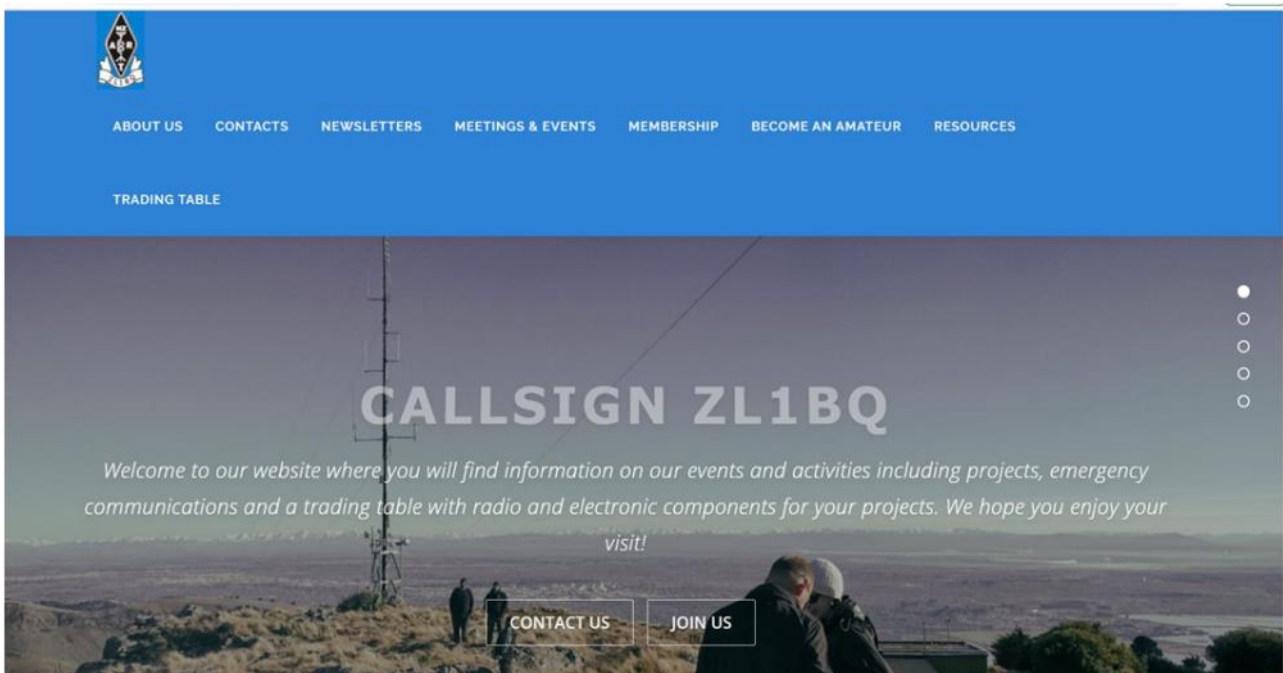 NZ
A R
T
ZL1BQ
ABOUT US CONTACTS NEWSLETTERS MEETINGS & EVENTS MEMBERSHIP BECOME AN AMATEUR RESOURCES
TRADING TABLE
CALLSIGN ZL1BQ
Welcome to our website where you will find information on our events and activities including projects, emergency
communications and a trading table with radio and electronic components for your projects. We hope you enjoy your
visit!
CONTACT US JOIN US